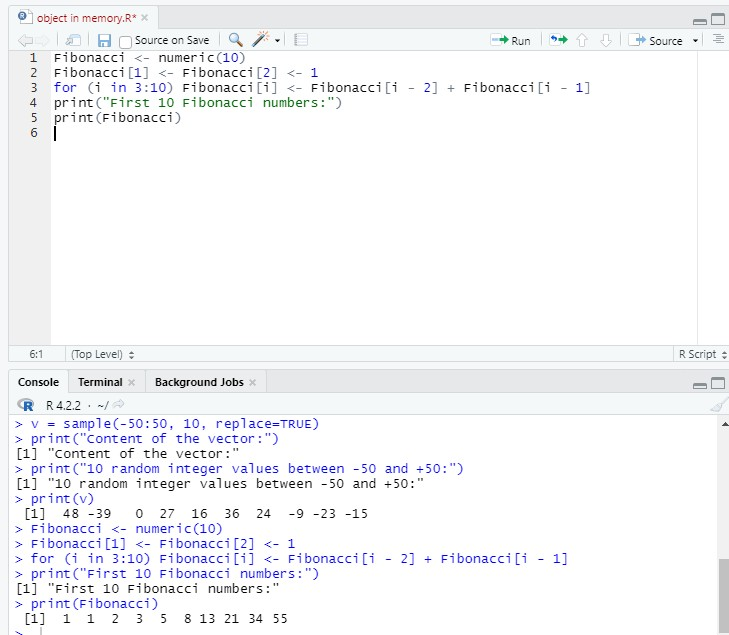 object in memory.R* ×
Source on Save Run Source
1 Fibonacci <- numeric(10)
2 Fibonacci[1] <- Fibonacci[2] <- 1
3 for (i in 3:10) Fibonacci[i] <- Fibonacci[i - 2] + Fibonacci[i - 1]
4 print("First 10 Fibonacci numbers:")
5 print(Fibonacci)
6
6:1 (Top Level) R Script
Console Terminal × Background Jobs ×
R R 4.2.2 · ~/
> v = sample(-50:50, 10, replace=TRUE)
> print("Content of the vector:")
[1] "Content of the vector:"
> print("10 random integer values between -50 and +50:")
[1] "10 random integer values between -50 and +50:"
> print(v)
 [1]  48 -39   0  27  16  36  24  -9 -23 -15
> Fibonacci <- numeric(10)
> Fibonacci[1] <- Fibonacci[2] <- 1
> for (i in 3:10) Fibonacci[i] <- Fibonacci[i - 2] + Fibonacci[i - 1]
> print("First 10 Fibonacci numbers:")
[1] "First 10 Fibonacci numbers:"
> print(Fibonacci)
 [1]  1  1  2  3  5  8 13 21 34 55
>